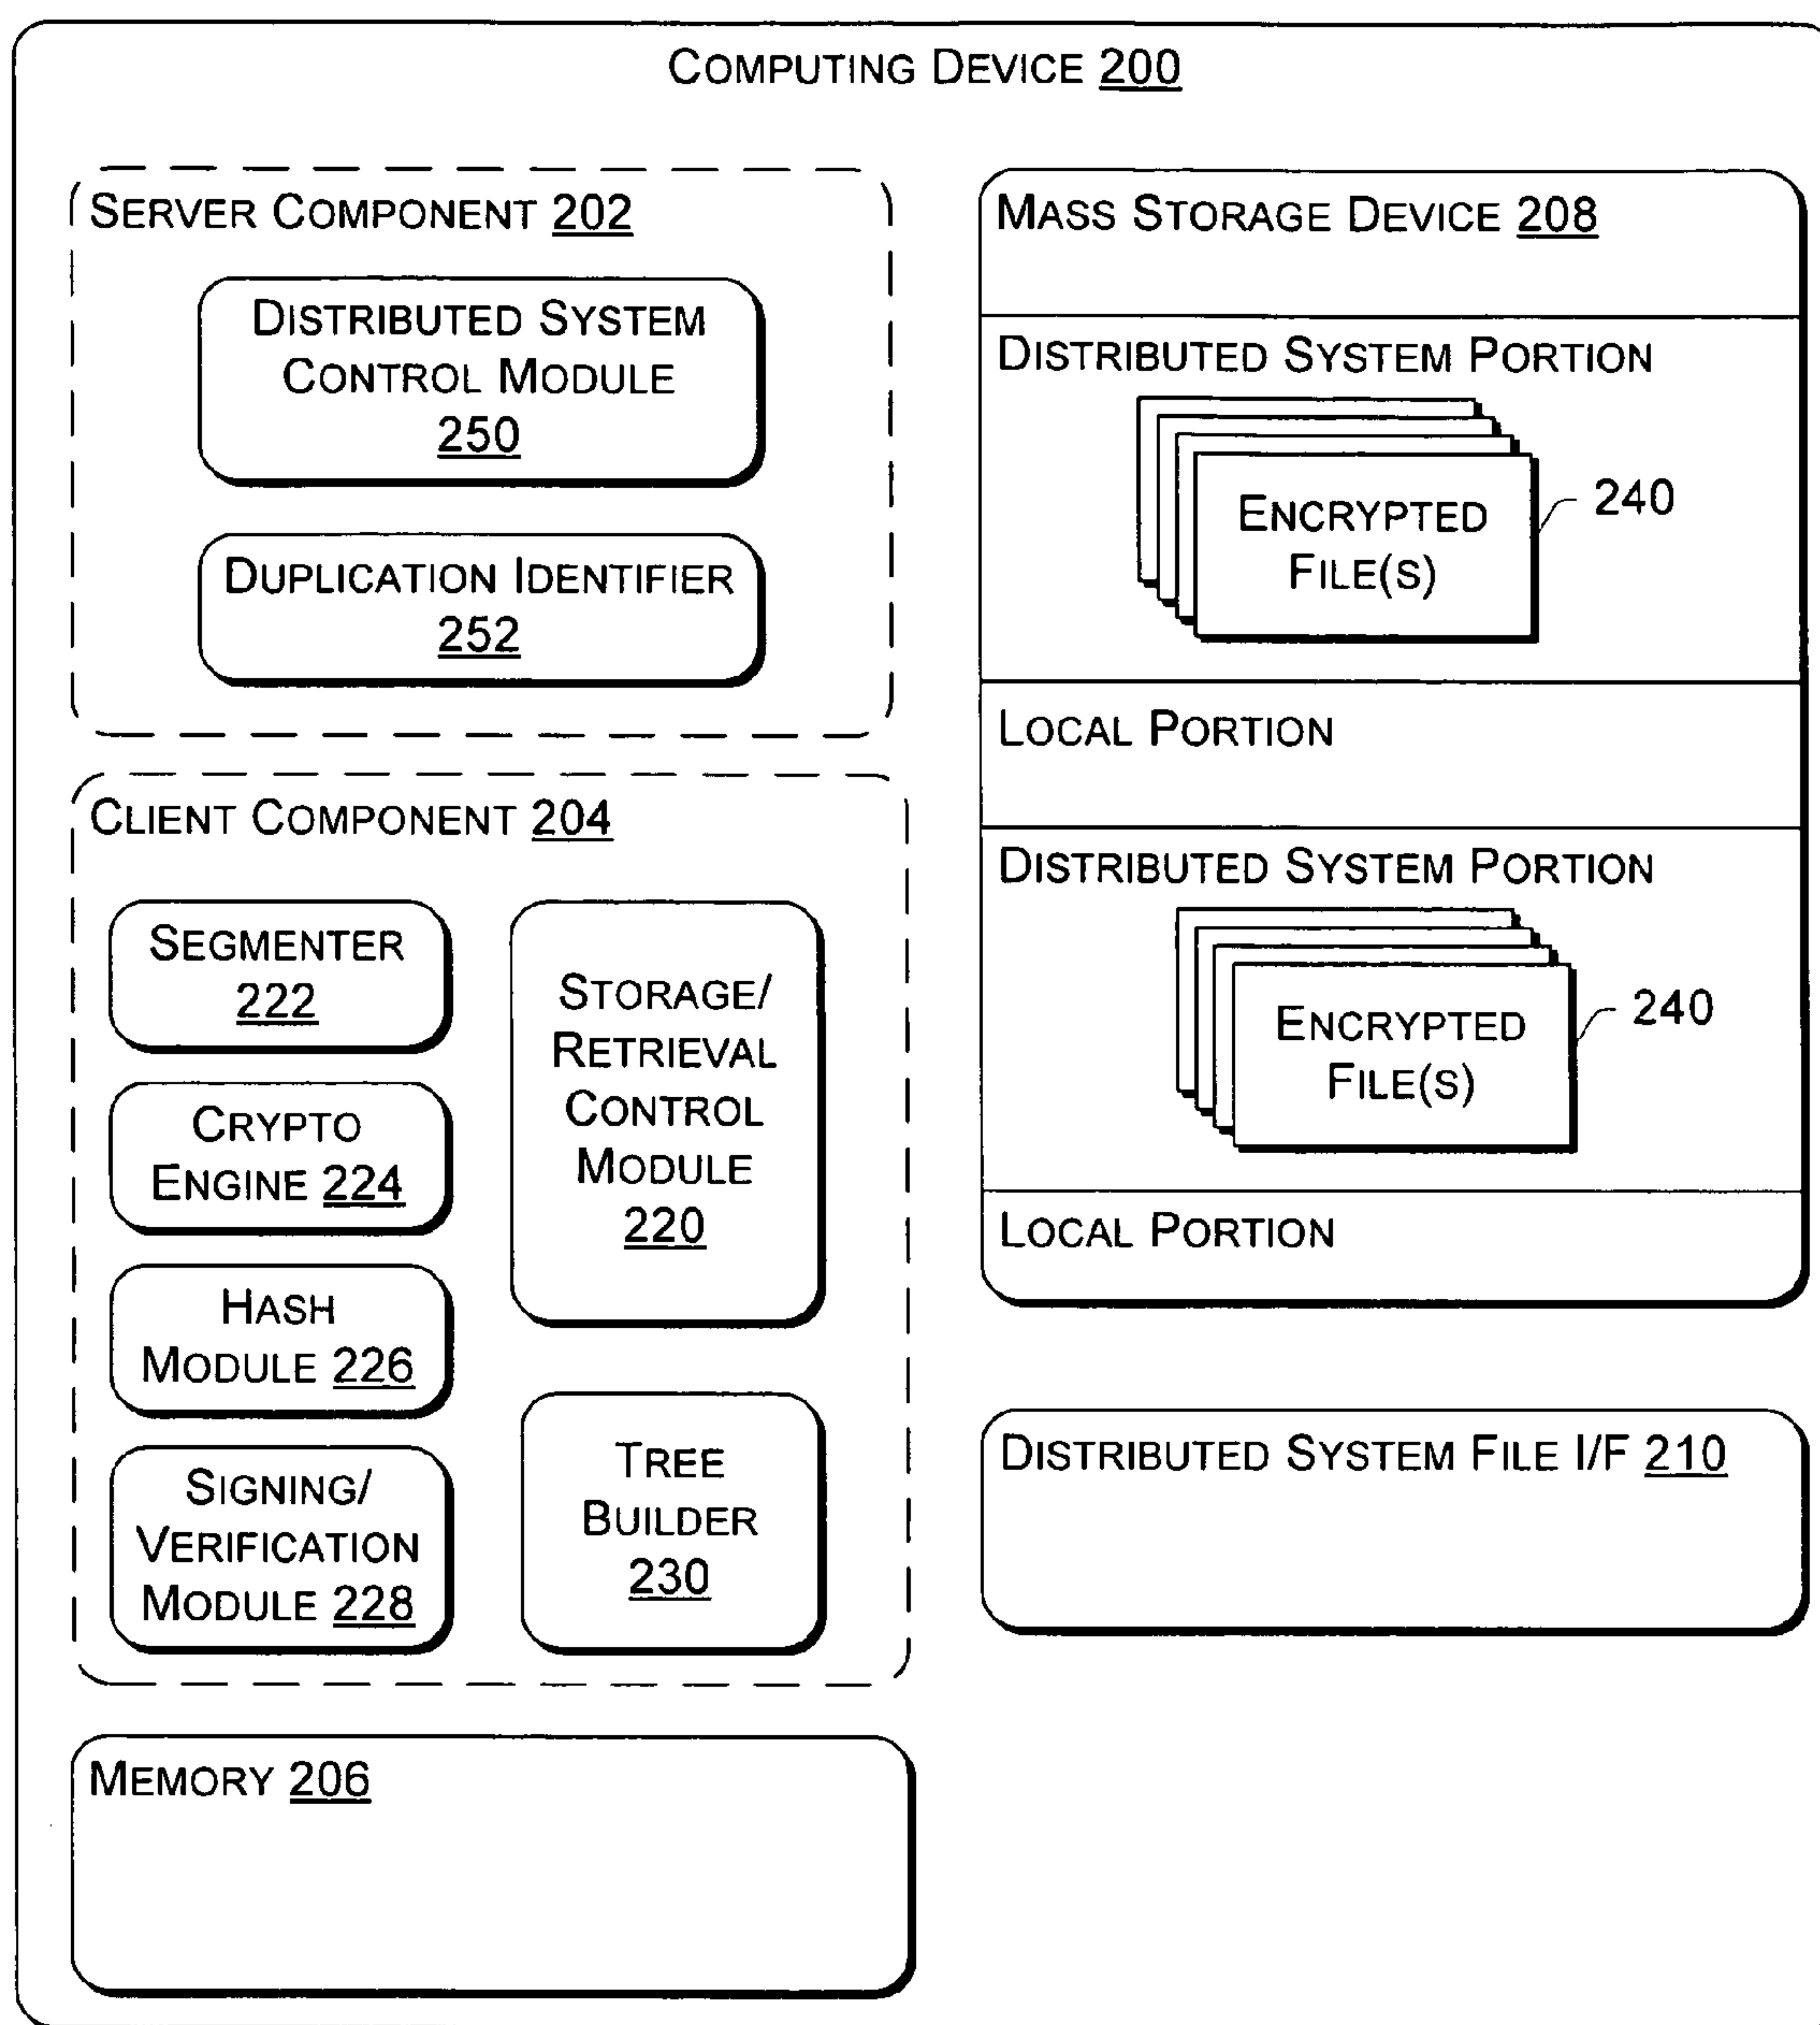 COMPUTING DEVICE 200
SERVER COMPONENT 202
DISTRIBUTED SYSTEM
CONTROL MODULE
250
DUPLICATION IDENTIFIER
252
CLIENT COMPONENT 204
SEGMENTER
222
CRYPTO
ENGINE 224
HASH
MODULE 226
SIGNING/
VERIFICATION
MODULE 228
STORAGE/
RETRIEVAL
CONTROL
MODULE
220
TREE
BUILDER
230
MEMORY 206
MASS STORAGE DEVICE 208
DISTRIBUTED SYSTEM PORTION
ENCRYPTED
FILE(S)
240
LOCAL PORTION
DISTRIBUTED SYSTEM PORTION
ENCRYPTED
FILE(S)
240
LOCAL PORTION
DISTRIBUTED SYSTEM FILE I/F 210